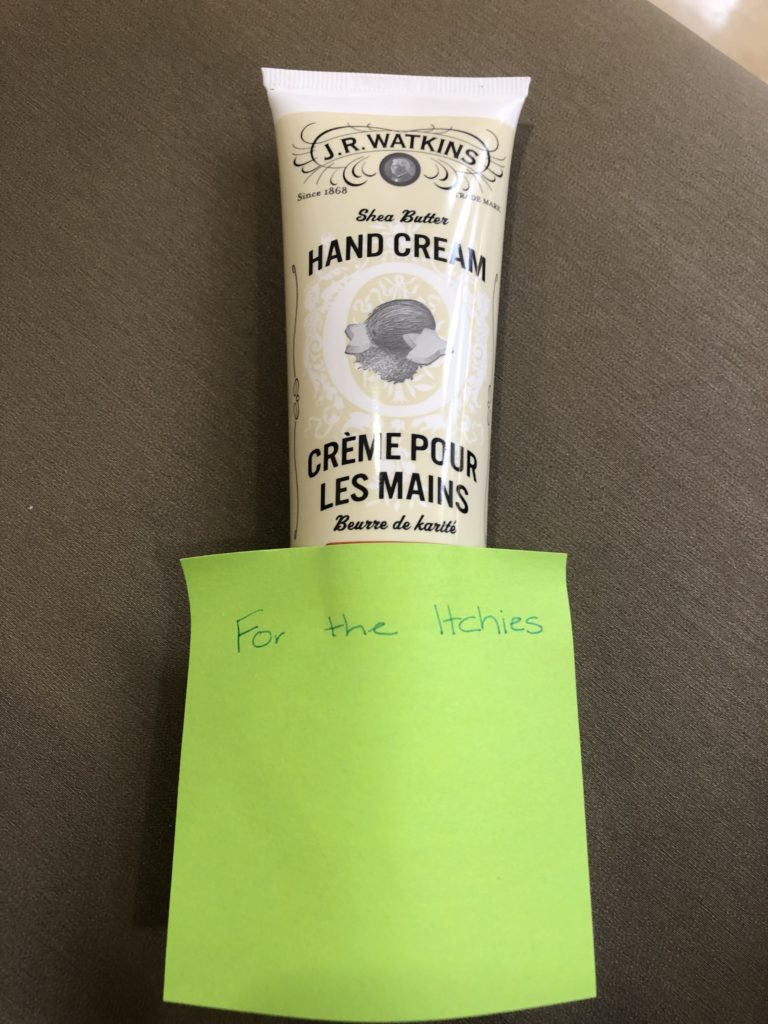 J.R. WATKINS
Since 1868 TRADE MARK
Shea Butter
HAND CREAM
CRÈME POUR
LES MAINS
Beurre de karité
For the Itchies